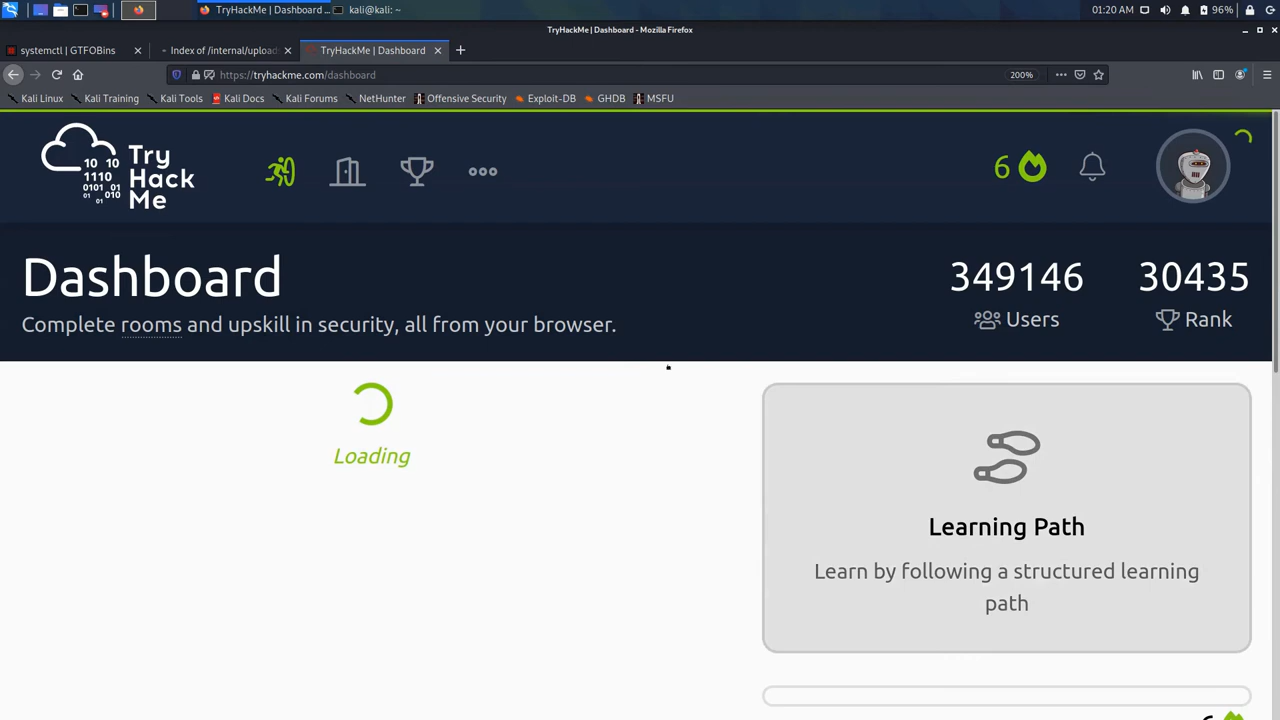 TryHackMe | Dashboard ...
kali@kali: ~
01:20 AM
96%
TryHackMe | Dashboard - Mozilla Firefox
systemctl | GTFOBins
Index of /internal/upload
TryHackMe | Dashboard
https://tryhackme.com/dashboard
200%
Kali Linux
Kali Training
Kali Tools
Kali Docs
Kali Forums
NetHunter
Offensive Security
Exploit-DB
GHDB
MSFU
10 10
1110
0101 01
01 010
Try
Hack
Me
6
Dashboard
Complete rooms and upskill in security, all from your browser.
349146
Users
30435
Rank
Loading
Learning Path
Learn by following a structured learning
path